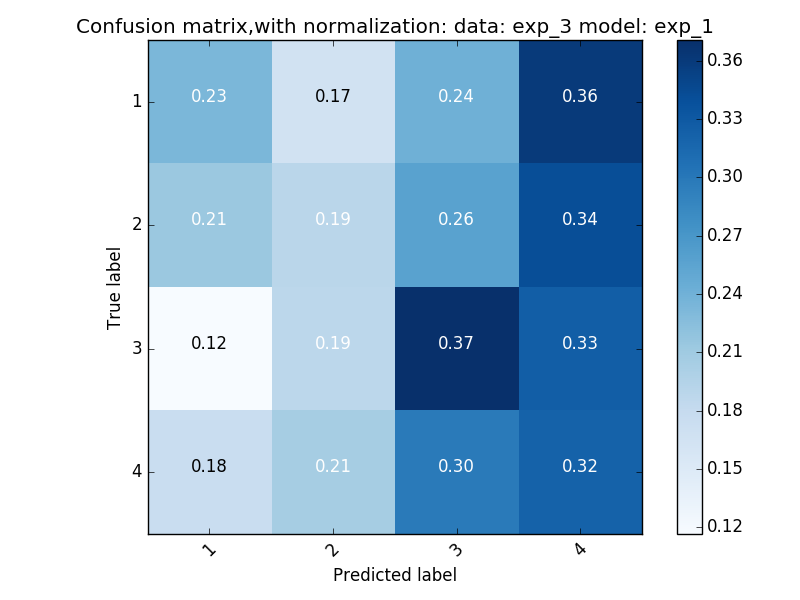 Confusion matrix,with normalization: data: exp_3 model: exp_1
1 0.23 0.17 0.24 0.36
2 0.21 0.19 0.26 0.34
3 0.12 0.19 0.37 0.33
4 0.18 0.21 0.30 0.32
1 2 3 4
True label
Predicted label
0.36
0.33
0.30
0.27
0.24
0.21
0.18
0.15
0.12